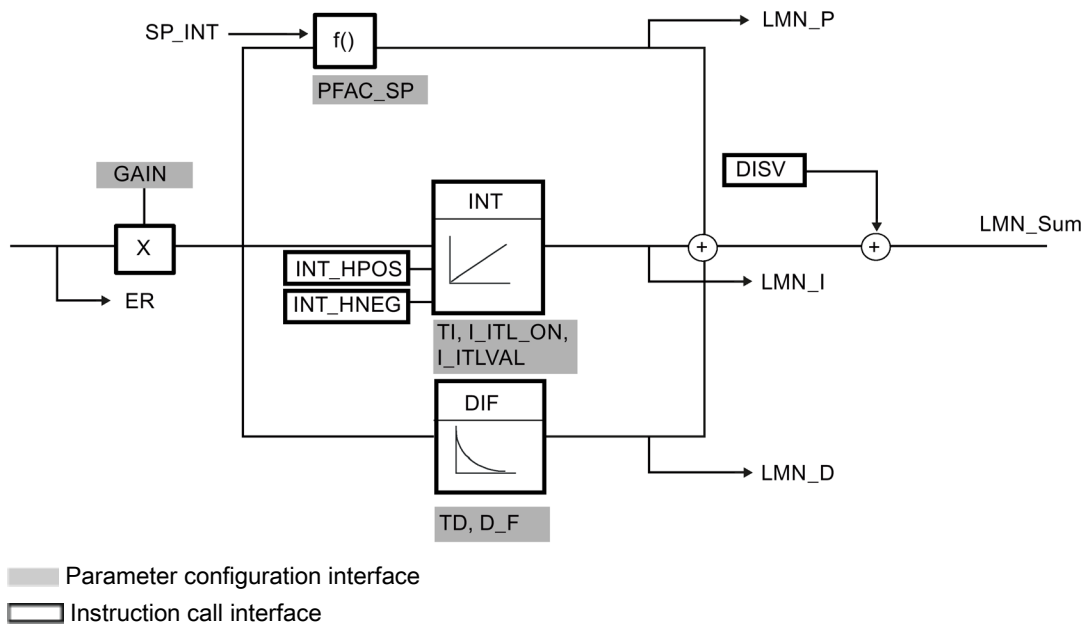 LMN_P
SP_INT
f()
PFAC_SP
GAIN
DISV
INT
X
LMN_Sum
+
+
INT_HPOS
INT_HNEG
ER
LMN_I
TI, I_ITL_ON,
I_ITLVAL
DIF
LMN_D
TD, D_F
Parameter configuration interface
Instruction call interface